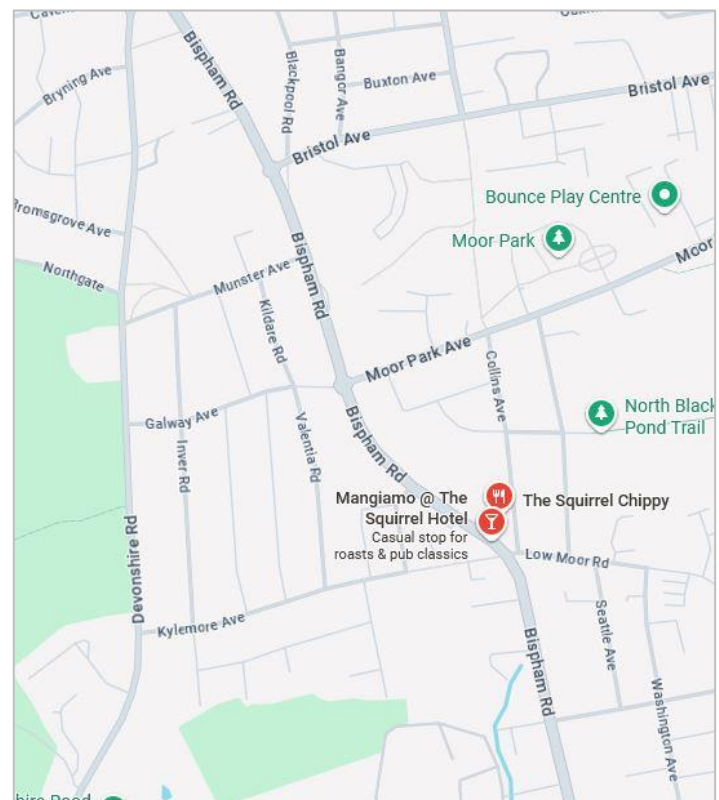 Bispham Rd
Bryning Ave
Blackpool Rd
Bangor Ave
Buxton Ave
Bristol Ave
Bristol Ave
Bounce Play Centre
Moor Park
Moor
Bromsgrove Ave
Northgate
Munster Ave
Bispham Rd
Kildare Rd
Moor Park Ave
Collins Ave
North Black
Pond Trail
Galway Ave
Inver Rd
Valentia Rd
Bispham Rd
Mangiamo @ The
Squirrel Hotel
Casual stop for
roasts & pub classics
The Squirrel Chippy
Low Moor Rd
Devonshire Rd
Kylemore Ave
Seattle Ave
Bispham Rd
Washington Ave